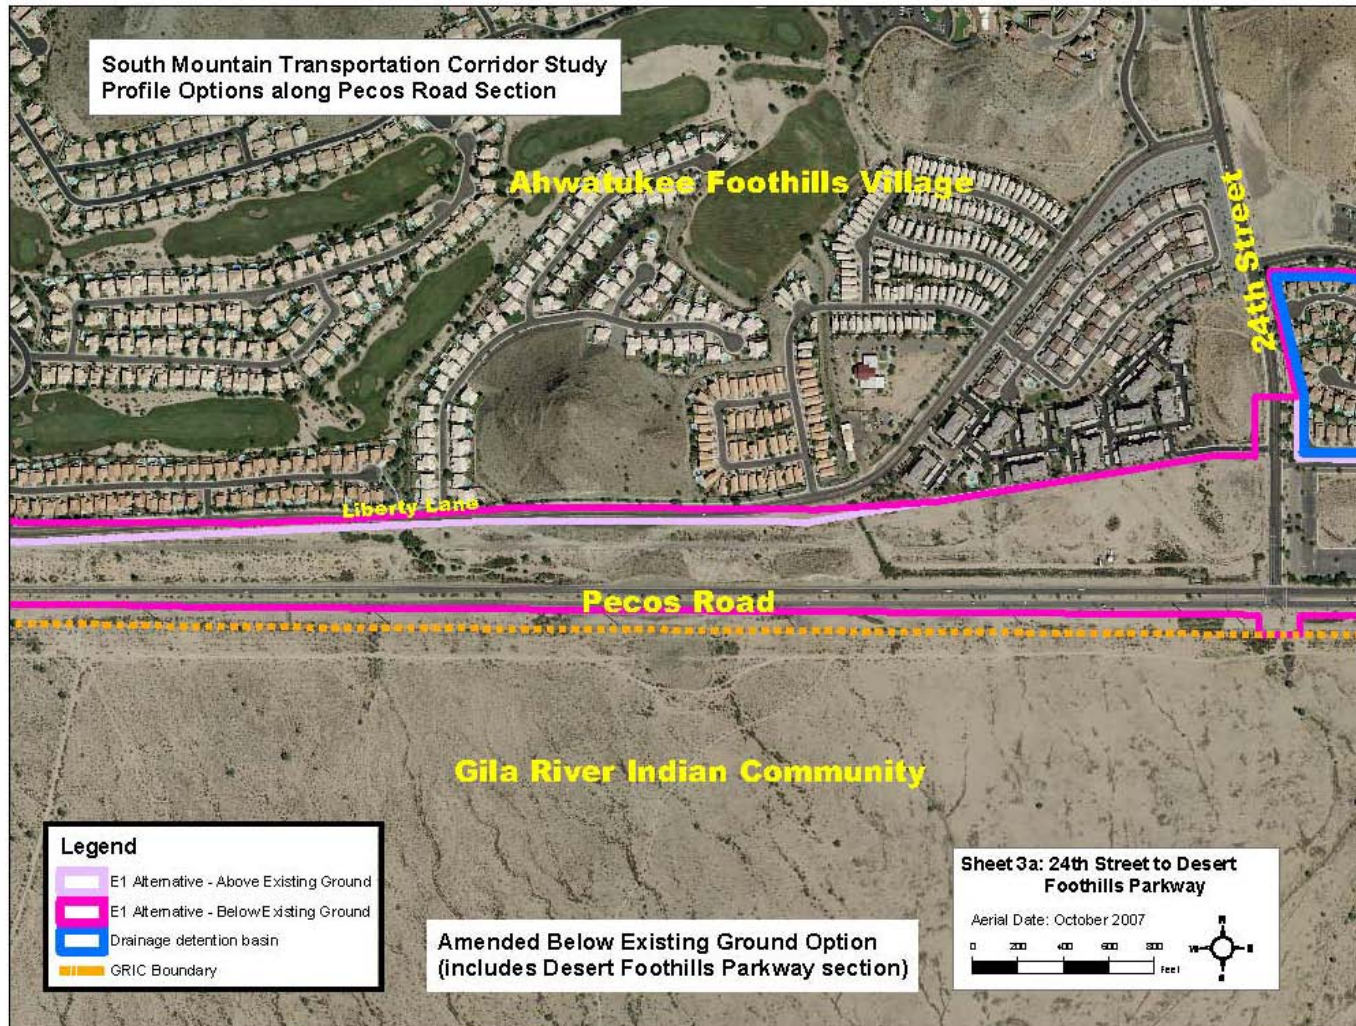 South Mountain Transportation Corridor Study
Profile Options along Pecos Road Section
Ahwatukee Foothills Village
24th Street
Liberty Lane
Pecos Road
Gila River Indian Community
Legend
E1 Alternative - Above Existing Ground
E1 Alternative - Below Existing Ground
Drainage detention basin
GRIC Boundary
Amended Below Existing Ground Option
(includes Desert Foothills Parkway section)
Sheet 3a: 24th Street to Desert
Foothills Parkway
Aerial Date: October 2007
0 200 400 600 800
Feet
N
W E
S